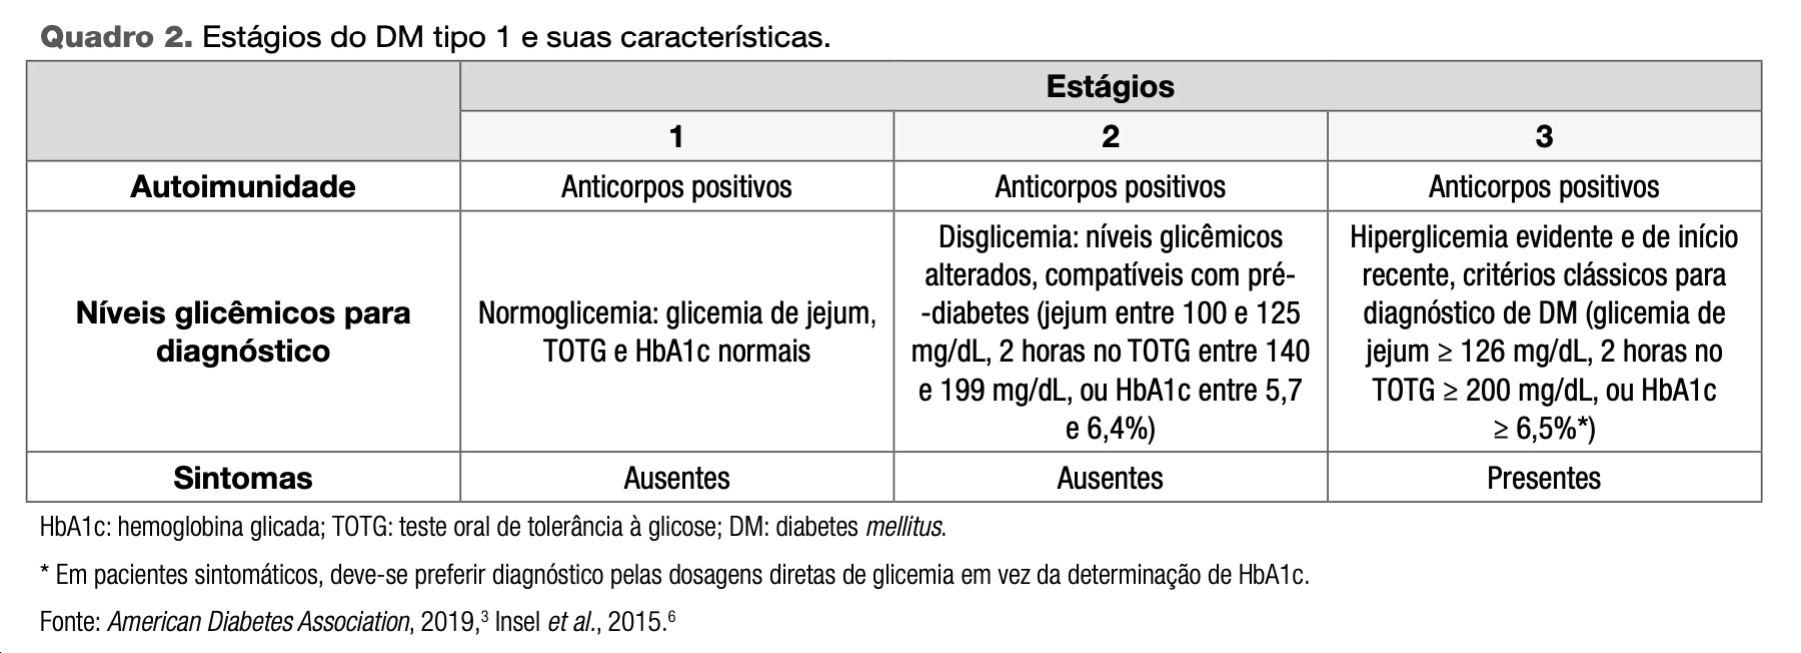 Quadro 2. Estágios do DM tipo 1 e suas características.
Estágios
1
2
3
Autoimunidade
Anticorpos positivos
Anticorpos positivos
Anticorpos positivos
Níveis glicêmicos para
diagnóstico
Normoglicemia: glicemia de jejum,
TOTG e HbA1c normais
Disglicemia: níveis glicêmicos
alterados, compatíveis com pré-
-diabetes (jejum entre 100 e 125
mg/dL, 2 horas no TOTG entre 140
e 199 mg/dL, ou HbA1c entre 5,7
e 6,4%)
Hiperglicemia evidente e de início
recente, critérios clássicos para
diagnóstico de DM (glicemia de
jejum ≥ 126 mg/dL, 2 horas no
TOTG ≥ 200 mg/dL, ou HbA1c
≥ 6,5%*)
Sintomas
Ausentes
Ausentes
Presentes
HbA1c: hemoglobina glicada; TOTG: teste oral de tolerância à glicose; DM: diabetes mellitus.
* Em pacientes sintomáticos, deve-se preferir diagnóstico pelas dosagens diretas de glicemia em vez da determinação de HbA1c.
Fonte: American Diabetes Association, 2019,³ Insel et al., 2015.⁶